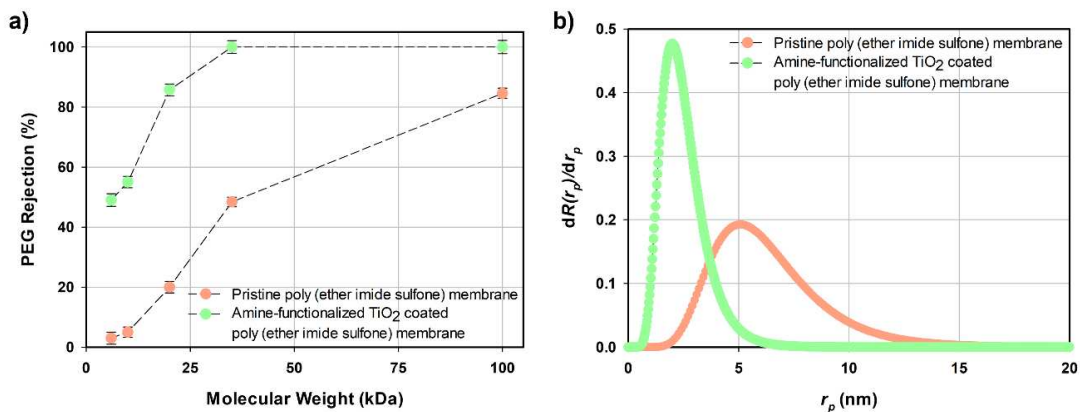 a)
100
80
60
40
20
0
PEG Rejection (%)
Pristine poly (ether imide sulfone) membrane
Amine-functionalized TiO2 coated
poly (ether imide sulfone) membrane
0 25 50 75 100
Molecular Weight (kDa)
b)
0.5
0.4
0.3
0.2
0.1
0.0
dR(rp)/drp
Pristine poly (ether imide sulfone) membrane
Amine-functionalized TiO2 coated
poly (ether imide sulfone) membrane
0 5 10 15 20
rp (nm)